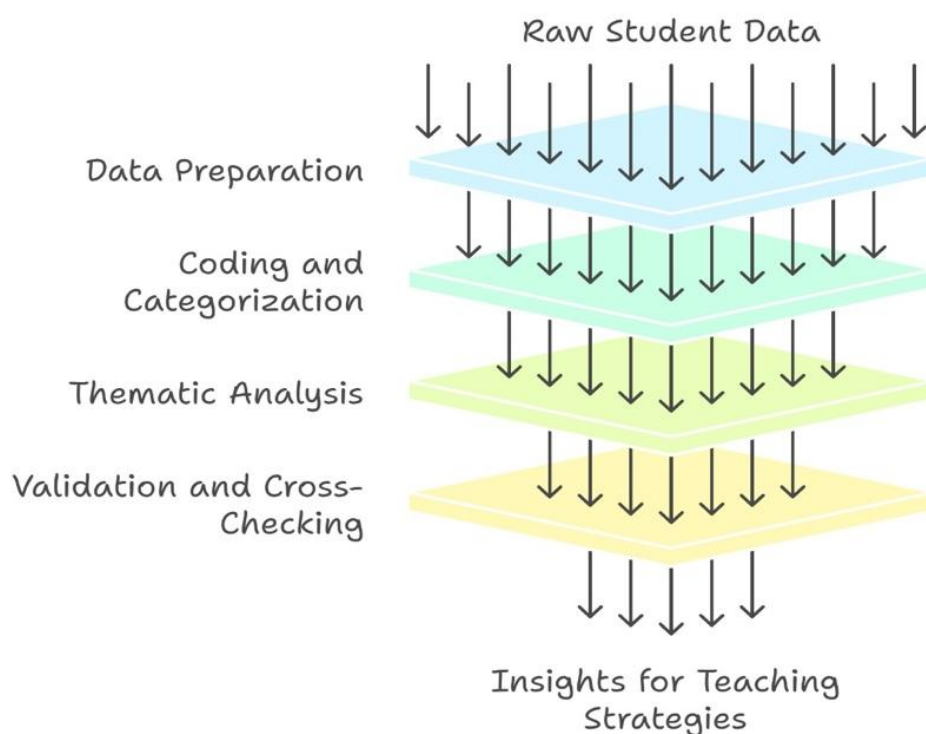 Raw Student Data
Data Preparation
Coding and
Categorization
Thematic Analysis
Validation and Cross-
Checking
Insights for Teaching
Strategies